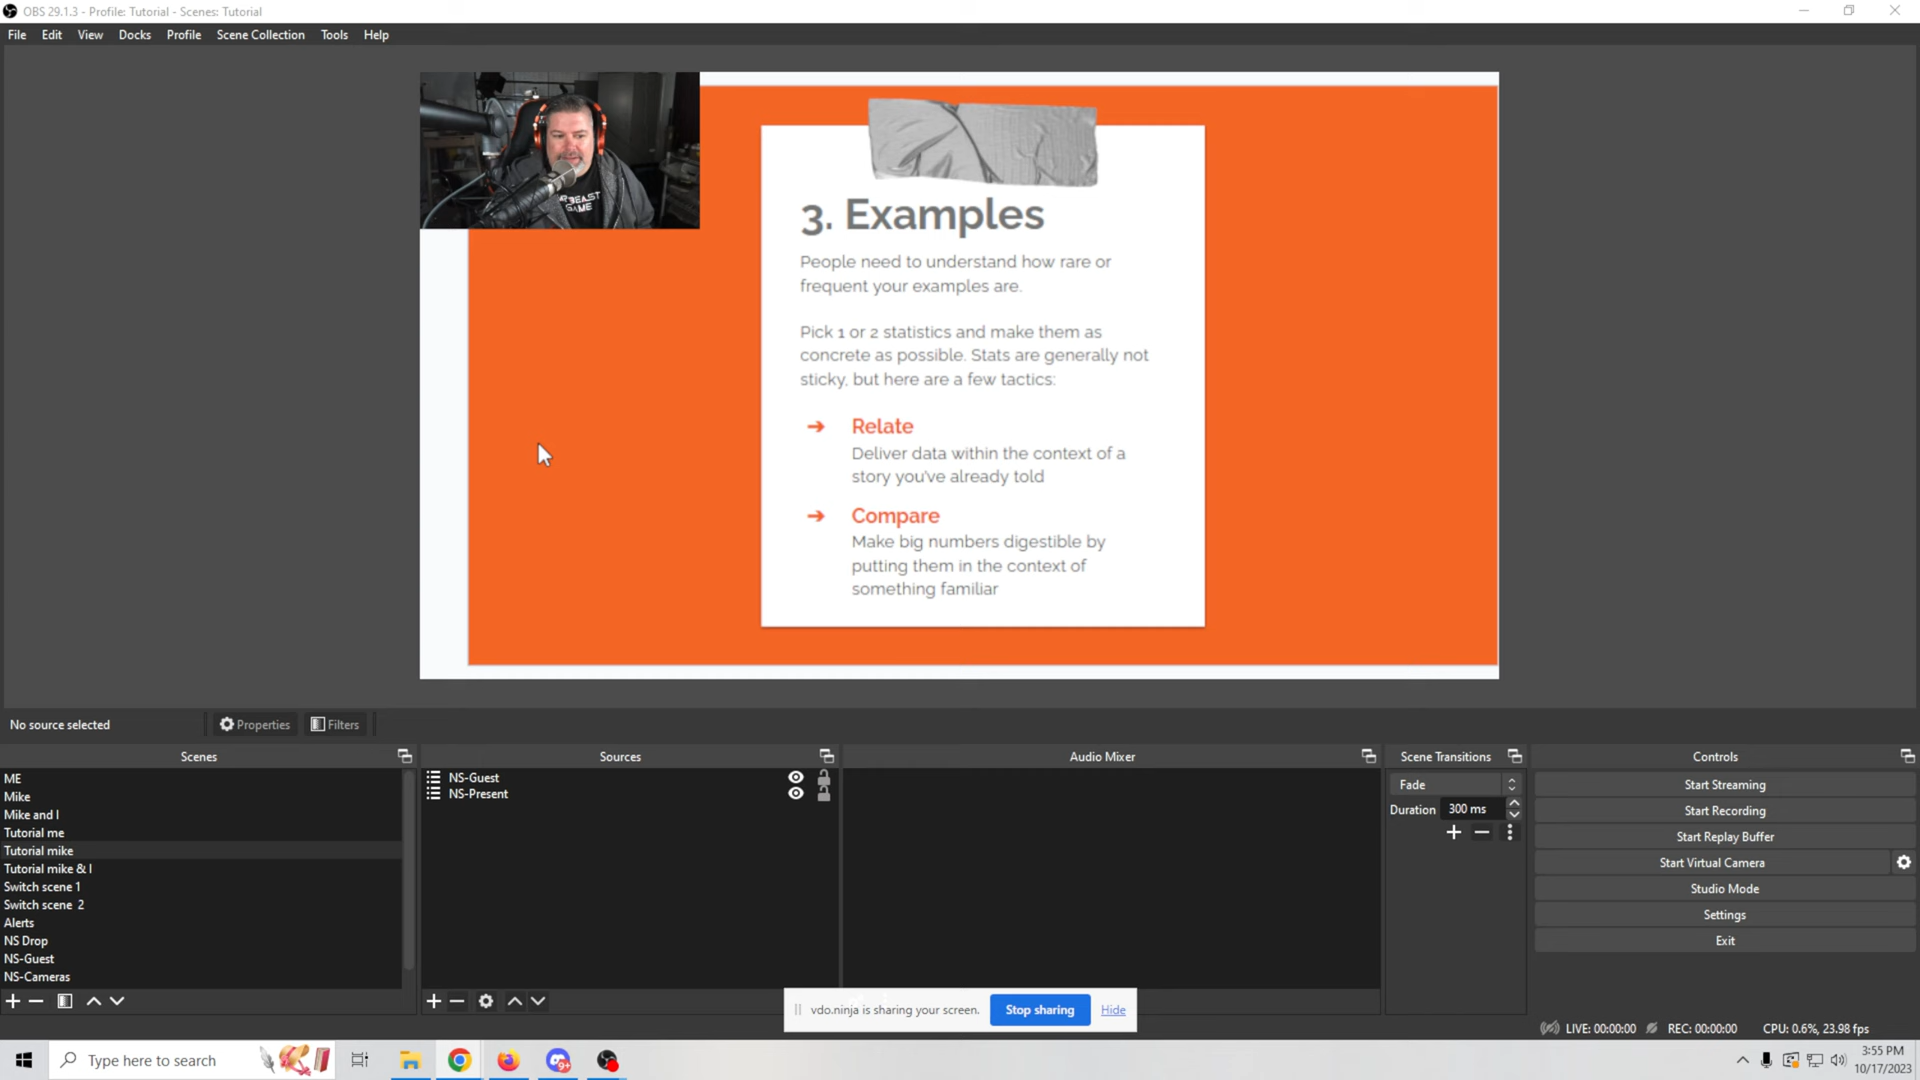 OBS 29.1.3 - Profile: Tutorial - Scenes: Tutorial
File Edit View Docks Profile Scene Collection Tools Help
BEAST
GAME
3. Examples
People need to understand how rare or
frequent your examples are.
Pick 1 or 2 statistics and make them as
concrete as possible. Stats are generally not
sticky, but here are a few tactics:
➔ Relate
Deliver data within the context of a
story you've already told
➔ Compare
Make big numbers digestible by
putting them in the context of
something familiar
No source selected Properties Filters
Scenes
ME
Mike
Mike and I
Tutorial me
Tutorial mike
Tutorial mike & I
Switch scene 1
Switch scene 2
Alerts
NS Drop
NS-Guest
NS-Cameras
Sources
NS-Guest
NS-Present
Audio Mixer
Scene Transitions
Fade
Duration 300 ms
Controls
Start Streaming
Start Recording
Start Replay Buffer
Start Virtual Camera
Studio Mode
Settings
Exit
vdo.ninja is sharing your screen. Stop sharing Hide
LIVE: 00:00:00 REC: 00:00:00 CPU: 0.6%, 23.98 fps
Type here to search
9+
3:55 PM
10/17/2023